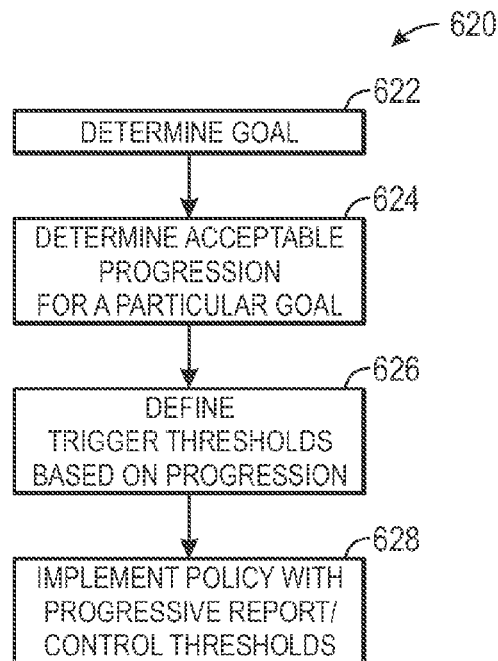 620
622
DETERMINE GOAL
624
DETERMINE ACCEPTABLE
PROGRESSION
FOR A PARTICULAR GOAL
626
DEFINE
TRIGGER THRESHOLDS
BASED ON PROGRESSION
628
IMPLEMENT POLICY WITH
PROGRESSIVE REPORT/
CONTROL THRESHOLDS